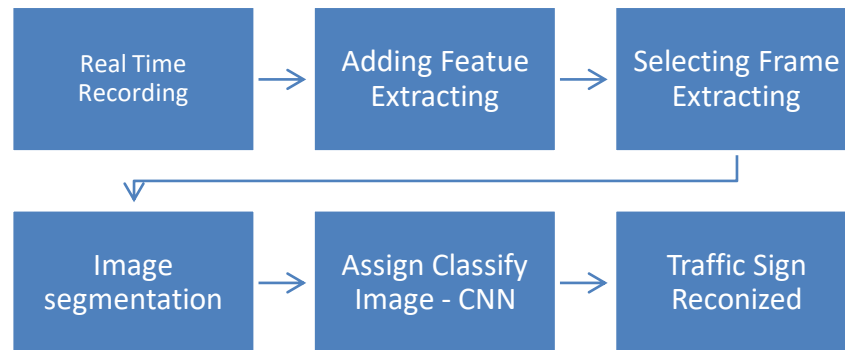 Real Time
Recording
Adding Featue
Extracting
Selecting Frame
Extracting
Image
segmentation
Assign Classify
Image - CNN
Traffic Sign
Reconized